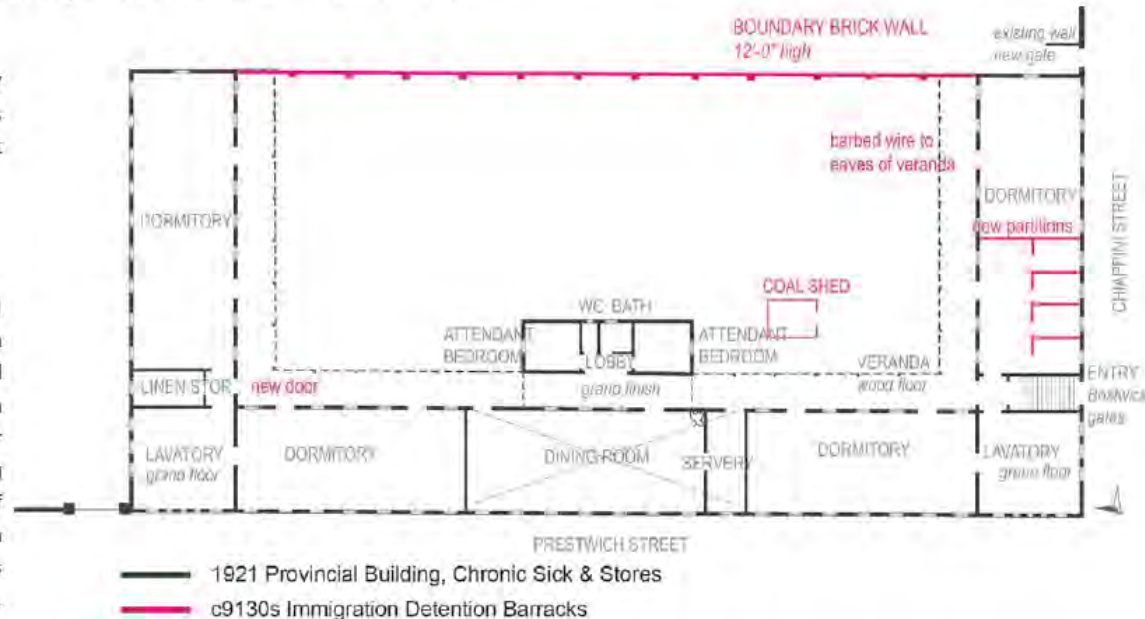 BOUNDARY BRICK WALL
12'-0" high
existing wall
new gate
barbed wire to
eaves of veranda
DORMITORY
DORMITORY
new partitions
CHIAPPINI STREET
COAL SHED
WC BATH
ATTENDANT
BEDROOM
LOBBY
ATTENDANT
BEDROOM
grano finish
VERANDA
wood floor
ENTRY
Bostwick
gates
LINEN STOR
new door
LAVATORY
grano floor
DORMITORY
DINING ROOM
SERVERY
DORMITORY
LAVATORY
grano floor
PRESTWICH STREET
1921 Provincial Building, Chronic Sick & Stores
c9130s Immigration Detention Barracks